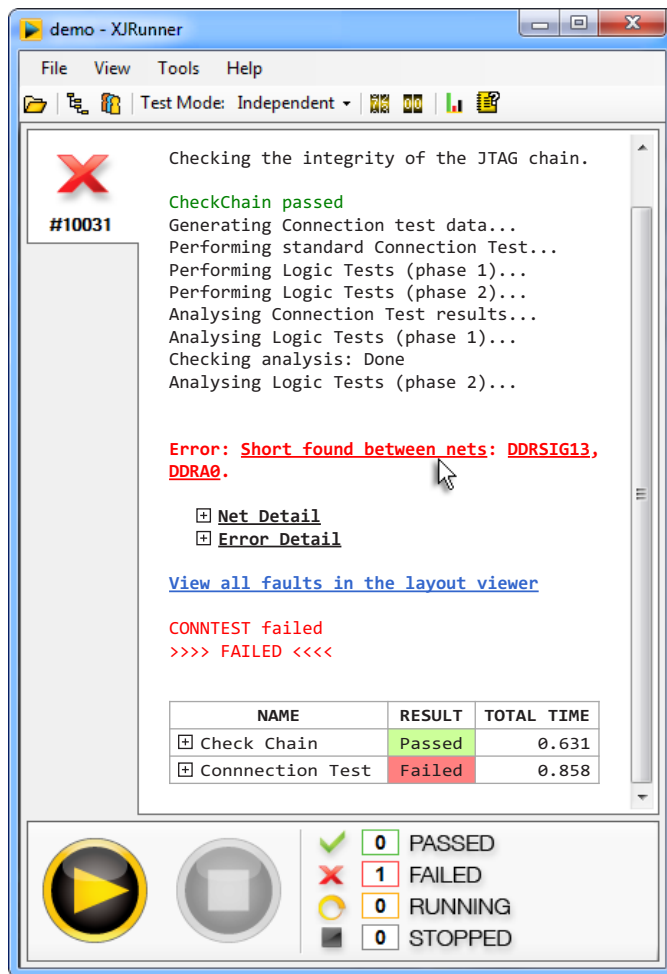 demo - XJRunner
File View Tools Help
Test Mode: Independent
#10031
Checking the integrity of the JTAG chain.
CheckChain passed
Generating Connection test data...
Performing standard Connection Test...
Performing Logic Tests (phase 1)...
Performing Logic Tests (phase 2)...
Analysing Connection Test results...
Analysing Logic Tests (phase 1)...
Checking analysis: Done
Analysing Logic Tests (phase 2)...
Error: Short found between nets: DDRSIG13,
DDRA0.
Net Detail
Error Detail
View all faults in the layout viewer
CONNTEST failed
>>>> FAILED <<<<
NAME RESULT TOTAL TIME
Check Chain Passed 0.631
Connnection Test Failed 0.858
0 PASSED
1 FAILED
0 RUNNING
0 STOPPED